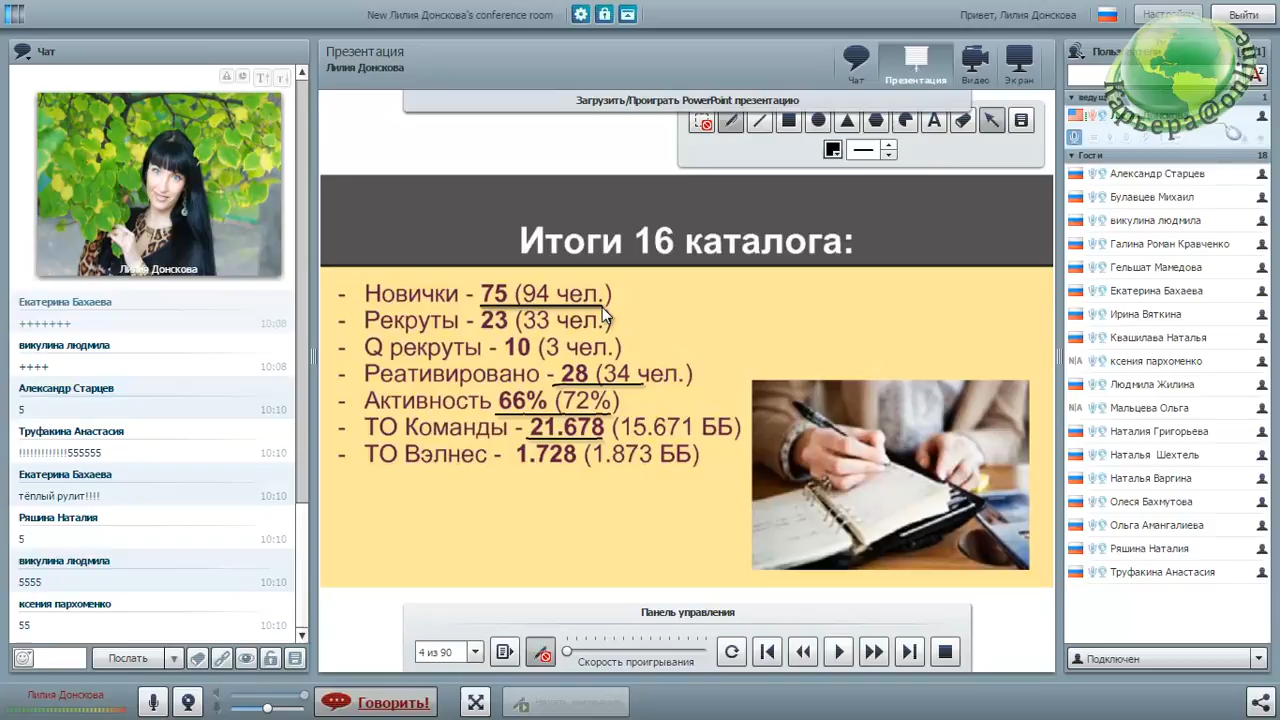 New Лилия Донскова's conference room
Привет, Лилия Донскова
Настройки
Выйти
Чат
Лилия Донскова
Екатерина Бахаева
+++++++
10:08
викулина людмила
++++
10:08
Александр Старцев
5
10:10
Труфакина Анастасия
!!!!!!!!!!!!!555555
10:10
Екатерина Бахаева
тёплый рулит!!!!
10:10
Ряшина Наталия
5
10:10
викулина людмила
5555
10:10
ксения пархоменко
55
10:10
Послать
Презентация
Лилия Донскова
Чат
Презентация
Видео
Экран
Загрузить/Проиграть PowerPoint презентацию
Итоги 16 каталога:
- Новички - 75 (94 чел.)
- Рекруты - 23 (33 чел.)
- Q рекруты - 10 (3 чел.)
- Реативировано - 28 (34 чел.)
- Активность 66% (72%)
- ТО Команды - 21.678 (15.671 ББ)
- ТО Вэлнес - 1.728 (1.873 ББ)
Панель управления
4 из 90
Скорость проигрывания
карьера@online
1
Гости
18
Александр Старцев
Булавцев Михаил
викулина людмила
Галина Роман Кравченко
Гельшат Мамедова
Екатерина Бахаева
Ирина Вяткина
Квашилава Наталья
N/A ксения пархоменко
Людмила Жилина
N/A Мальцева Ольга
Наталия Григорьева
Наталья Шехтель
Наталья Варгина
Олеся Бахмутова
Ольга Амангалиева
Ряшина Наталия
Труфакина Анастасия
Подключен
Лилия Донскова
Говорить!